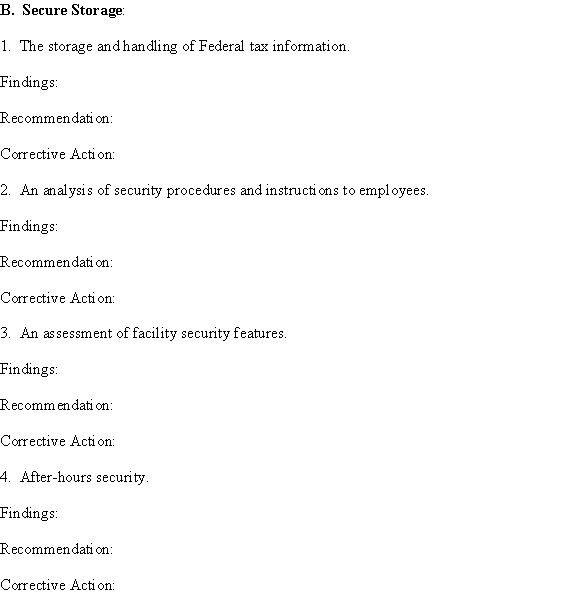 B.  Secure Storage:
1.  The storage and handling of Federal tax information.
Findings:
Recommendation:
Corrective Action:
2.  An analysis of security procedures and instructions to employees.
Findings:
Recommendation:
Corrective Action:
3.  An assessment of facility security features.
Findings:
Recommendation:
Corrective Action:
4.  After-hours security.
Findings:
Recommendation:
Corrective Action: